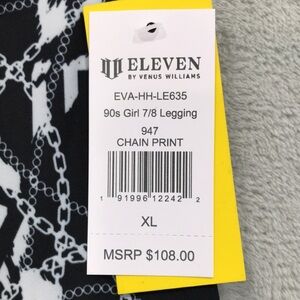 ELEVEN
BY VENUS WILLIAMS
EVA-HH-LE635
90s Girl 7/8 Legging
947
CHAIN PRINT
1 91996 12242 2
XL
MSRP $108.00